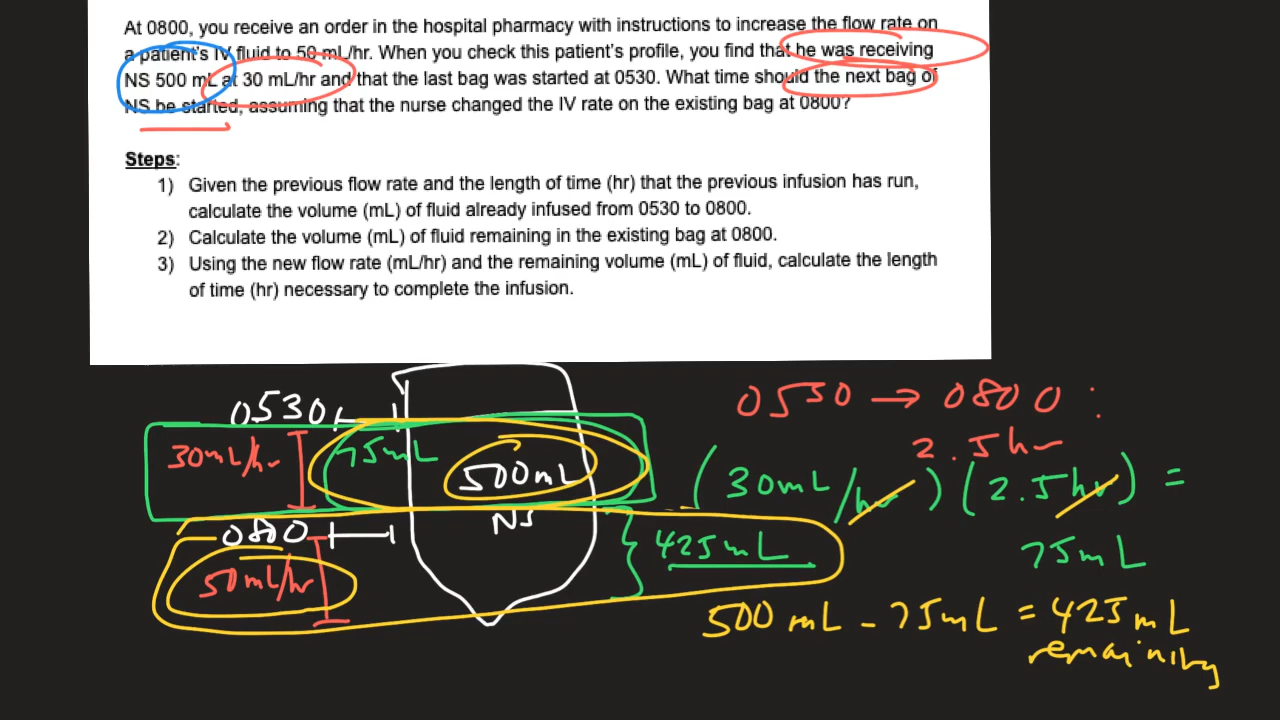 At 0800, you receive an order in the hospital pharmacy with instructions to increase the flow rate on
a patient's IV fluid to 50 mL/hr. When you check this patient's profile, you find that he was receiving
NS 500 mL at 30 mL/hr and that the last bag was started at 0530. What time should the next bag of
NS be started, assuming that the nurse changed the IV rate on the existing bag at 0800?
Steps:
1) Given the previous flow rate and the length of time (hr) that the previous infusion has run,
calculate the volume (mL) of fluid already infused from 0530 to 0800.
2) Calculate the volume (mL) of fluid remaining in the existing bag at 0800.
3) Using the new flow rate (mL/hr) and the remaining volume (mL) of fluid, calculate the length
of time (hr) necessary to complete the infusion.
0530
30mL/hr
75mL
500mL
NS
0800
50mL/hr
425mL
0530 → 0800 :
2.5hr
(30mL/hr)(2.5hr) =
75mL
500 mL - 75mL = 425 mL
remaining